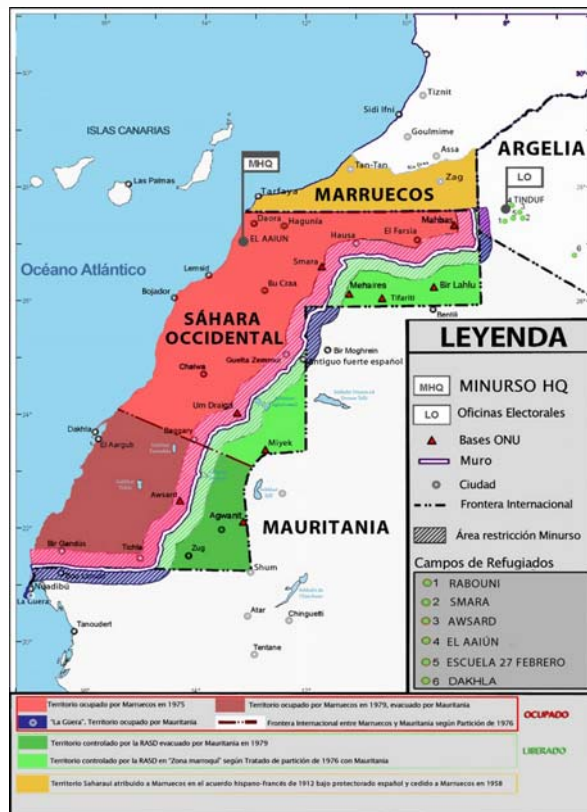 ISLAS CANARIAS
Las Palmas
Tiznit
Sidi Ifni
Goulmime
Assa
Tan-Tan
Zag
ARGELIA
MHQ
LO
TINDUF
Tarfaya
MARRUECOS
Daora
Hagunía
EL AAIUN
Mahbas
El Farsia
Hausa
Smara
Océano Atlántico
Lemsid
Bu Craa
Mehaires
Bir Lahlu
Tifariti
Bojador
SÁHARA
OCCIDENTAL
Bir Moghrein
Guelta Zemmur
Antiguo fuerte español
Chalwa
Um Draiga
Dakhla
El Aargub
Baggary
Miyek
Awsard
Agwanit
MAURITANIA
Bir Gandús
Tichla
Zug
Shum
Nuadibú
La Güera
Tanoudert
Atar
Chinguetti
LEYENDA
MHQ MINURSO HQ
LO Oficinas Electorales
Bases ONU
Muro
Ciudad
Frontera Internacional
Área restricción Minurso
Campos de Refugiados
1 RABOUNI
2 SMARA
3 AWSARD
4 EL AAIÚN
5 ESCUELA 27 FEBRERO
6 DAKHLA
Territorio ocupado por Marruecos en 1975
Territorio ocupado por Marruecos en 1979, evacuado por Mauritania
OCUPADO
"La Güera". Territorio ocupado por Mauritania
Frontera Internacional entre Marruecos y Mauritania según Partición de 1976
Territorio controlado por la RASD evacuado por Mauritania en 1979
LIBERADO
Territorio controlado por la RASD en "Zona marroquí" según Tratado de partición de 1976 con Mauritania
Territorio Saharaui atribuido a Marruecos en el acuerdo hispano-francés de 1912 bajo protectorado español y cedido a Marruecos en 1958